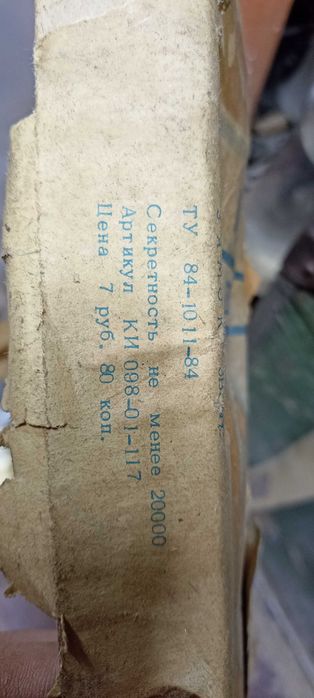 ТУ 84-1011-84
Секретность не менее 20000
Артикул КИ 098-01-117
Цена 7 руб. 80 коп.